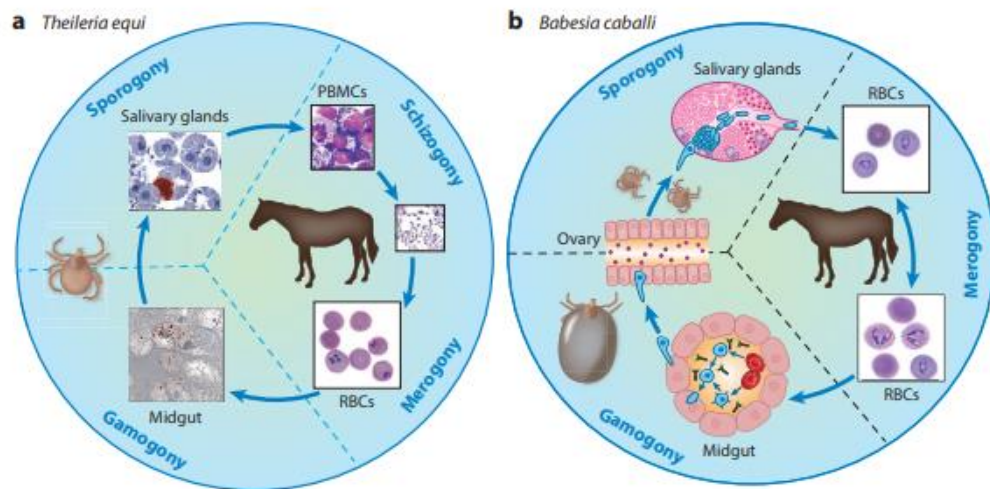 a Theileria equi
Sporogony
Salivary glands
PBMCs
Schizogony
Midgut
RBCs
Gamogony
Merogony
b Babesia caballi
Sporogony
Salivary glands
RBCs
Ovary
Merogony
RBCs
Midgut
Gamogony